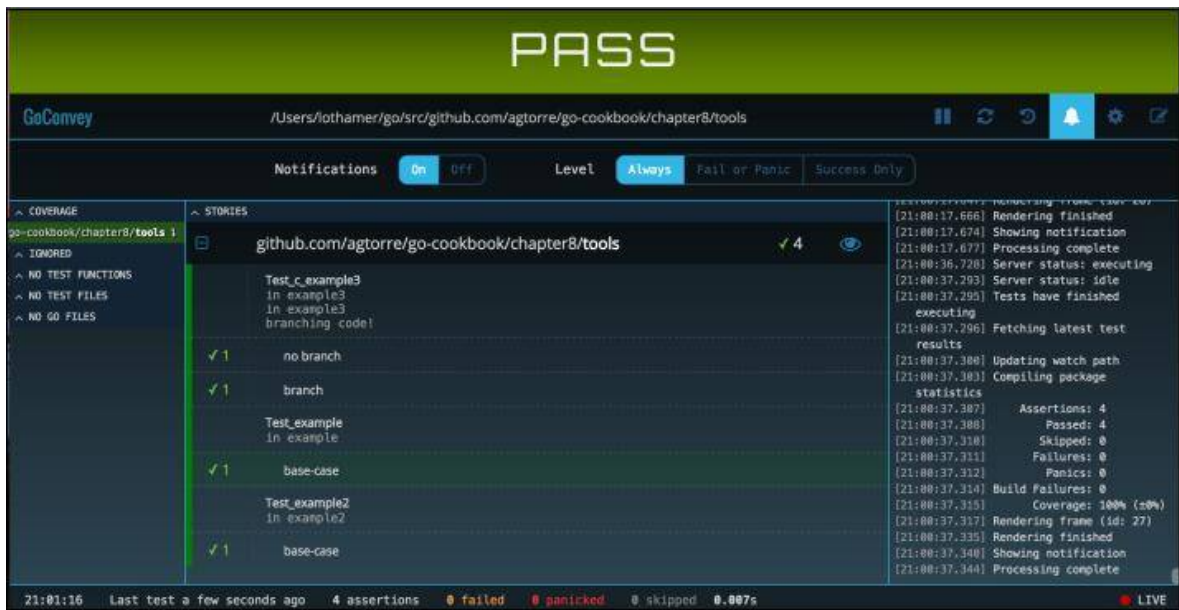 PASS
GoConvey
/Users/lothamer/go/src/github.com/agtorre/go-cookbook/chapter8/tools
Notifications On Off Level Always Fail or Panic Success Only
COVERAGE
go-cookbook/chapter8/tools 1
IGNORED
NO TEST FUNCTIONS
NO TEST FILES
NO GO FILES
STORIES
github.com/agtorre/go-cookbook/chapter8/tools ✓ 4
Test_c_example3
in example3
in example3
branching code!
✓ 1 no branch
✓ 1 branch
Test_example
in example
✓ 1 base-case
Test_example2
in example2
✓ 1 base-case
[21:00:17.666] Rendering finished
[21:00:17.674] Showing notification
[21:00:17.677] Processing complete
[21:00:36.728] Server status: executing
[21:00:37.293] Server status: idle
[21:00:37.295] Tests have finished
executing
[21:00:37.296] Fetching latest test
results
[21:00:37.300] Updating watch path
[21:00:37.303] Compiling package
statistics
[21:00:37.307] Assertions: 4
[21:00:37.308] Passed: 4
[21:00:37.310] Skipped: 0
[21:00:37.311] Failures: 0
[21:00:37.312] Panics: 0
[21:00:37.314] Build Failures: 0
[21:00:37.315] Coverage: 100% (±0%)
[21:00:37.317] Rendering frame (id: 27)
[21:00:37.335] Rendering finished
[21:00:37.340] Showing notification
[21:00:37.344] Processing complete
21:01:16 Last test a few seconds ago 4 assertions 0 failed 0 panicked 0 skipped 0.007s LIVE